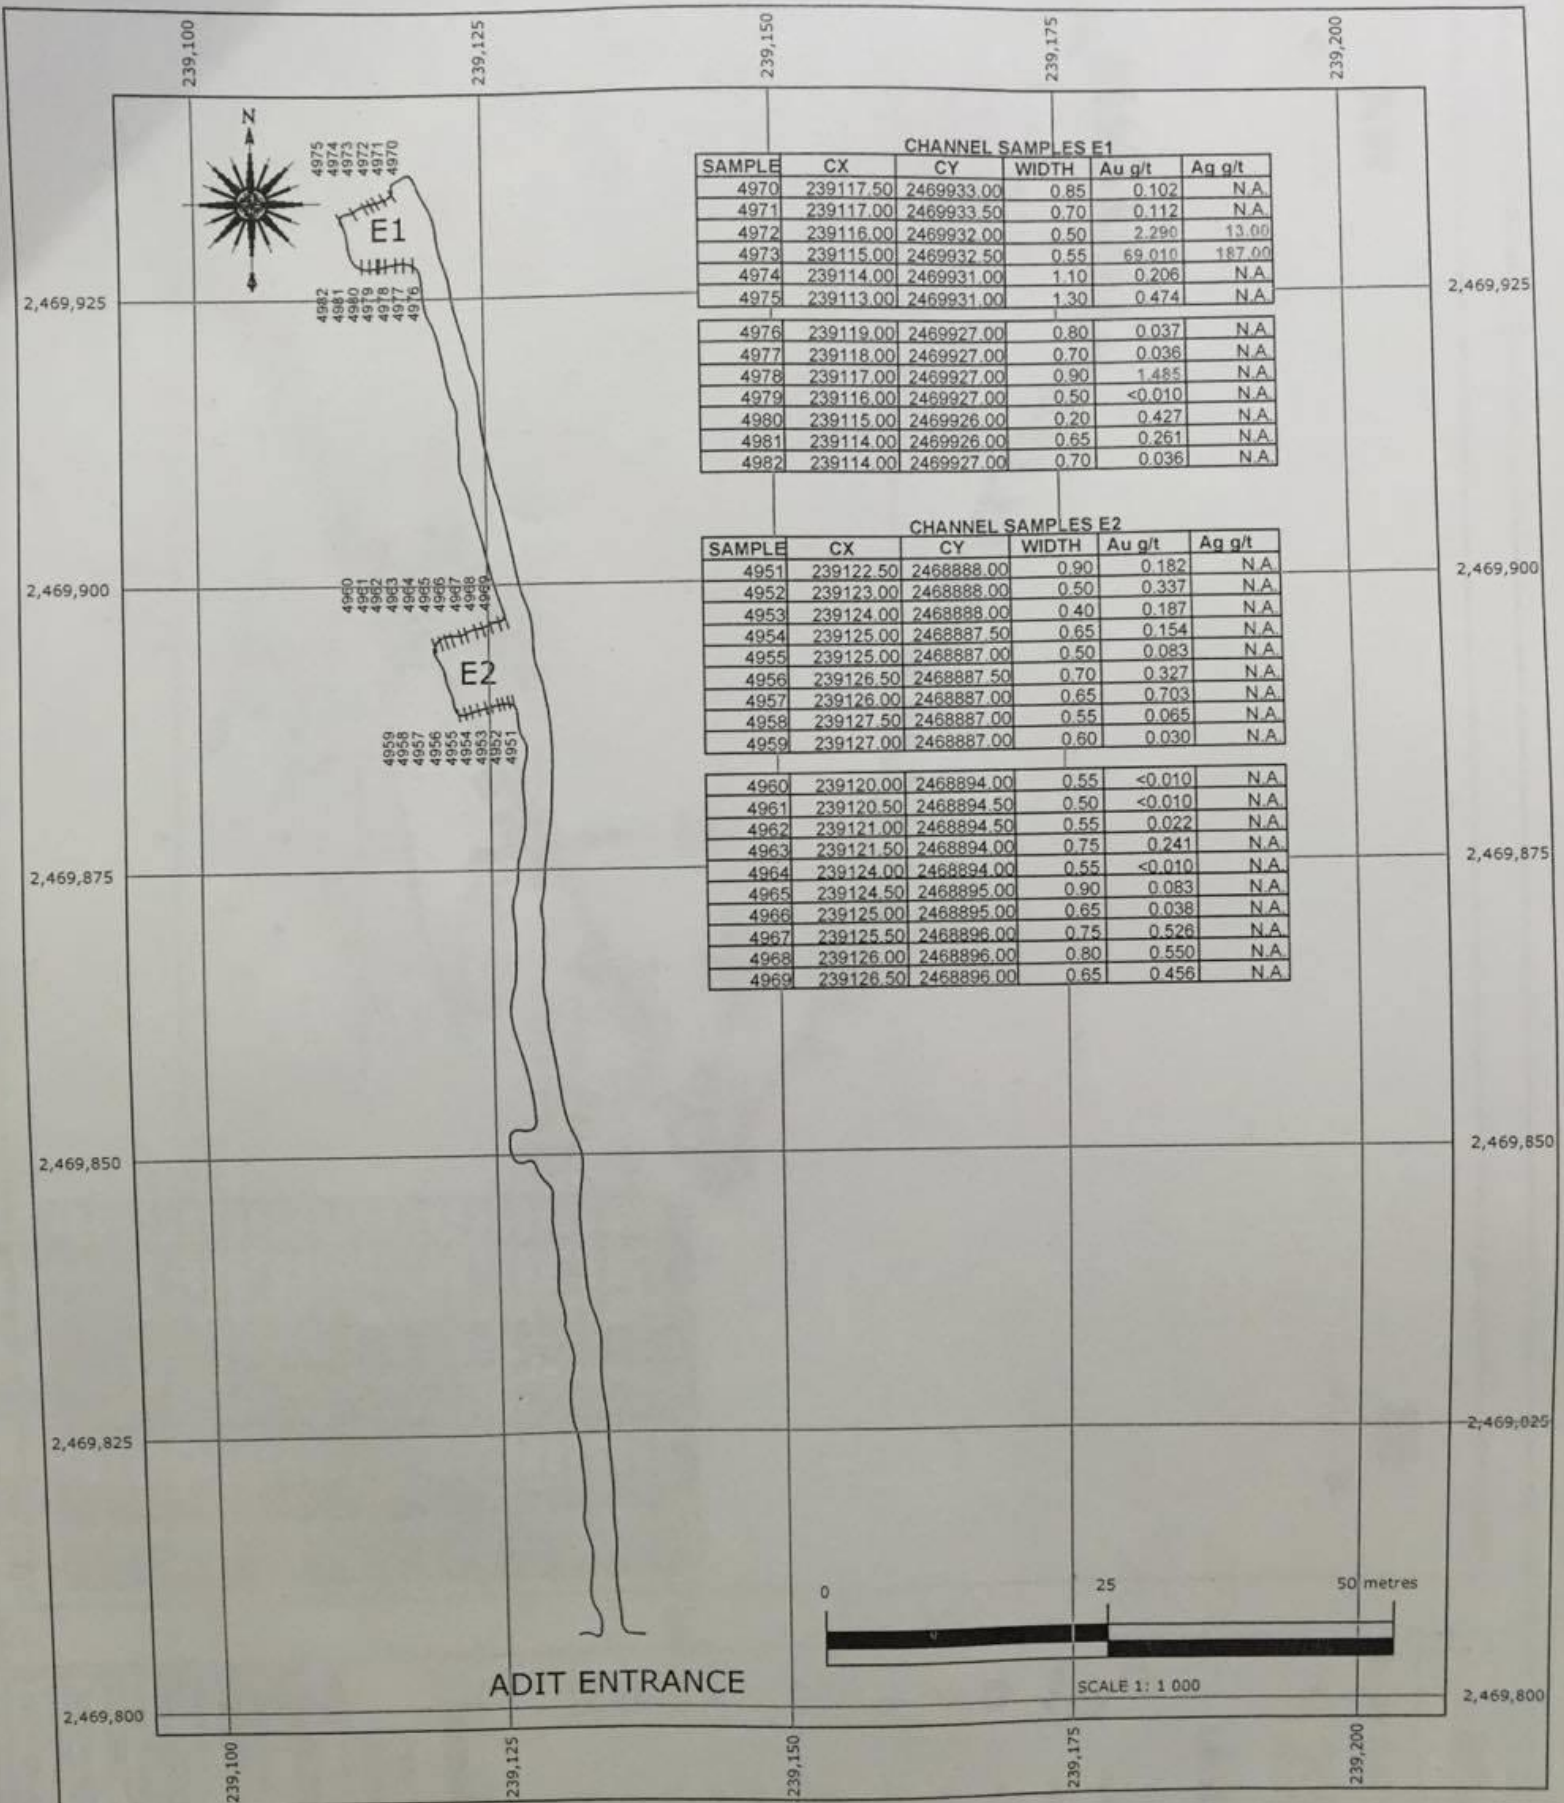 239,100
239,125
239,150
239,175
239,200
N
4975
4974
4973
4972
4971
4970
E1
4982
4981
4980
4979
4978
4977
4976
CHANNEL SAMPLES E1
SAMPLE CX CY WIDTH Au g/t Ag g/t
4970 239117.50 2469933.00 0.85 0.102 N.A.
4971 239117.00 2469933.50 0.70 0.112 N.A.
4972 239116.00 2469932.00 0.50 2.290 13.00
4973 239115.00 2469932.50 0.55 69.010 187.00
4974 239114.00 2469931.00 1.10 0.206 N.A.
4975 239113.00 2469931.00 1.30 0.474 N.A.
4976 239119.00 2469927.00 0.80 0.037 N.A.
4977 239118.00 2469927.00 0.70 0.036 N.A.
4978 239117.00 2469927.00 0.90 1.485 N.A.
4979 239116.00 2469927.00 0.50 <0.010 N.A.
4980 239115.00 2469926.00 0.20 0.427 N.A.
4981 239114.00 2469926.00 0.65 0.261 N.A.
4982 239114.00 2469927.00 0.70 0.036 N.A.
2,469,925
2,469,925
CHANNEL SAMPLES E2
SAMPLE CX CY WIDTH Au g/t Ag g/t
4951 239122.50 2468888.00 0.90 0.182 N.A.
4952 239123.00 2468888.00 0.50 0.337 N.A.
4953 239124.00 2468888.00 0.40 0.187 N.A.
4954 239125.00 2468887.50 0.65 0.154 N.A.
4955 239125.00 2468887.00 0.50 0.083 N.A.
4956 239126.50 2468887.50 0.70 0.327 N.A.
4957 239126.00 2468887.00 0.65 0.703 N.A.
4958 239127.50 2468887.00 0.55 0.065 N.A.
4959 239127.00 2468887.00 0.60 0.030 N.A.
4960 239120.00 2468894.00 0.55 <0.010 N.A.
4961 239120.50 2468894.50 0.50 <0.010 N.A.
4962 239121.00 2468894.50 0.55 0.022 N.A.
4963 239121.50 2468894.00 0.75 0.241 N.A.
4964 239124.00 2468894.00 0.55 <0.010 N.A.
4965 239124.50 2468895.00 0.90 0.083 N.A.
4966 239125.00 2468895.00 0.65 0.038 N.A.
4967 239125.50 2468896.00 0.75 0.526 N.A.
4968 239126.00 2468896.00 0.80 0.550 N.A.
4969 239126.50 2468896.00 0.65 0.456 N.A.
2,469,900
2,469,900
4960
4961
4962
4963
4964
4965
4966
4967
4968
4969
E2
4959
4958
4957
4956
4955
4954
4953
4952
4951
2,469,875
2,469,875
2,469,850
2,469,850
2,469,825
2,469,825
0 25 50 metres
SCALE 1: 1 000
ADIT ENTRANCE
2,469,800
2,469,800
239,100
239,125
239,150
239,175
239,200